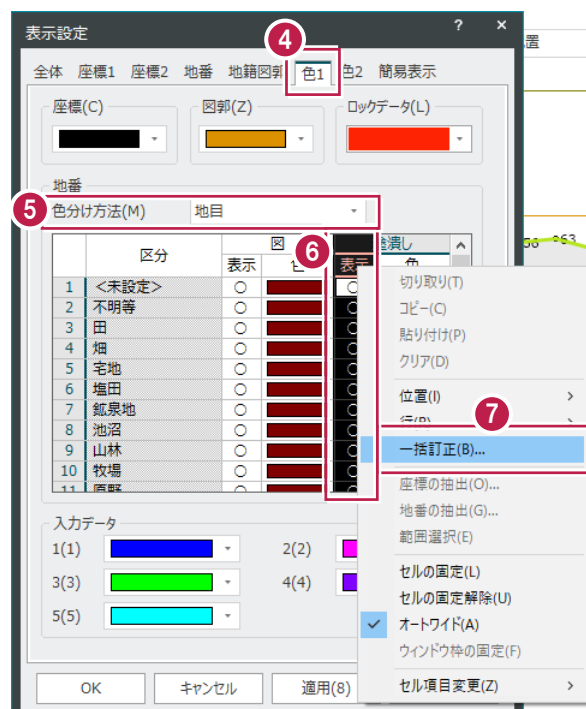 表示設定 ? ×
4
全体 座標1 座標2 地番 地籍図郭 色1 色2 簡易表示
座標(C) 図郭(Z) ロックデータ(L)
地番
5 色分け方法(M) 地目
区分 図 6 塗潰し
表示 色 表示 色
1 <未設定> ○ ○
2 不明等 ○ ○
3 田 ○ ○
4 畑 ○ ○
5 宅地 ○ ○
6 塩田 ○ ○
7 鉱泉地 ○ ○
8 池沼 ○ ○
9 山林 ○ ○
10 牧場 ○ ○
11 原野 ○
入力データ
1(1) 2(2)
3(3) 4(4)
5(5)
OK キャンセル 適用(8)
切り取り(T)
コピー(C)
貼り付け(P)
クリア(D)
位置(I) >
行(R) 7
一括訂正(B)...
座標の抽出(O)...
地番の抽出(G)...
範囲選択(E)
セルの固定(L)
セルの固定解除(U)
✓ オートワイド(A)
ウィンドウ枠の固定(F)
セル項目変更(Z) >
置
63